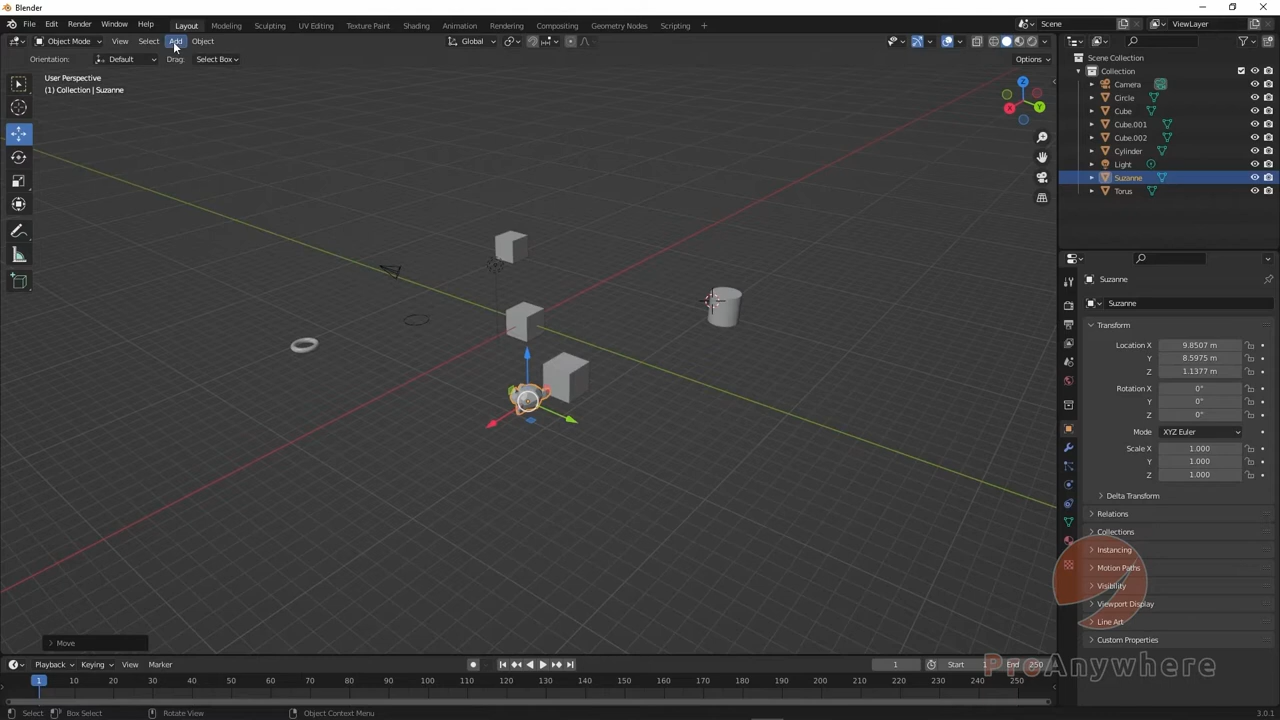 Blender
File Edit Render Window Help Layout Modeling Sculpting UV Editing Texture Paint Shading Animation Rendering Compositing Geometry Nodes Scripting + Scene ViewLayer
Object Mode View Select Add Object Global
Orientation: Default Drag: Select Box Options
User Perspective
(1) Collection | Suzanne
X
Y
Z
Move
Scene Collection
Collection
Camera
Circle
Cube
Cube.001
Cube.002
Cylinder
Light
Suzanne
Torus
Suzanne
Suzanne
Transform
Location X 9.8507 m
Y 8.5975 m
Z 1.1377 m
Rotation X 0°
Y 0°
Z 0°
Mode XYZ Euler
Scale X 1.000
Y 1.000
Z 1.000
Delta Transform
Relations
Collections
Instancing
Motion Paths
Visibility
Viewport Display
Line Art
Custom Properties
ProAnywhere
Playback Keying View Marker 1 Start 1 End 250
1 10 20 30 40 50 60 70 80 90 100 110 120 130 140 150 160 170 180 190 200 210 220 230 240 250
Select Box Select Rotate View Object Context Menu 3.0.1